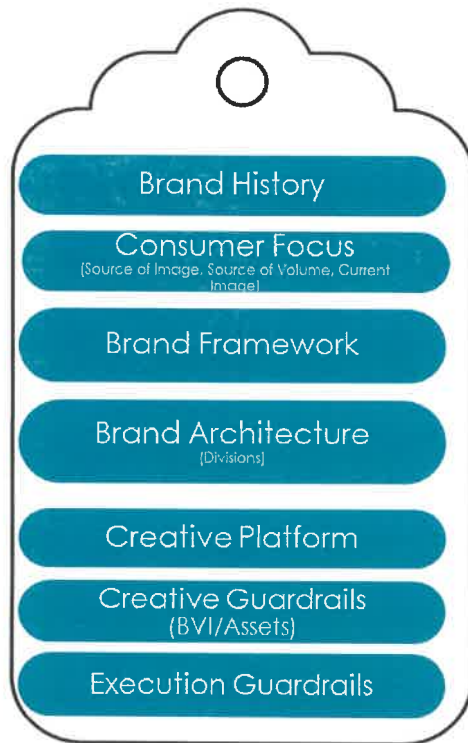 Brand History
Consumer Focus
(Source of Image, Source of Volume, Current
Image)
Brand Framework
Brand Architecture
(Divisions)
Creative Platform
Creative Guardrails
(BVI/Assets)
Execution Guardrails